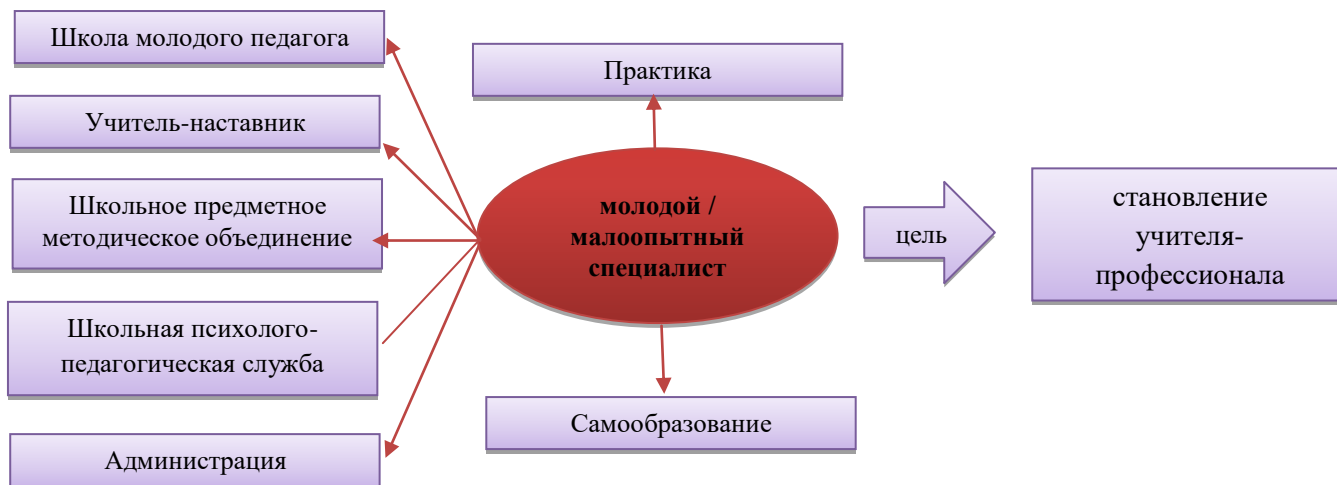 Школа молодого педагога
Учитель-наставник
Школьное предметное
методическое объединение
Школьная психолого-
педагогическая служба
Администрация
Практика
молодой /
малоопытный
специалист
Самообразование
цель
становление
учителя-
профессионала